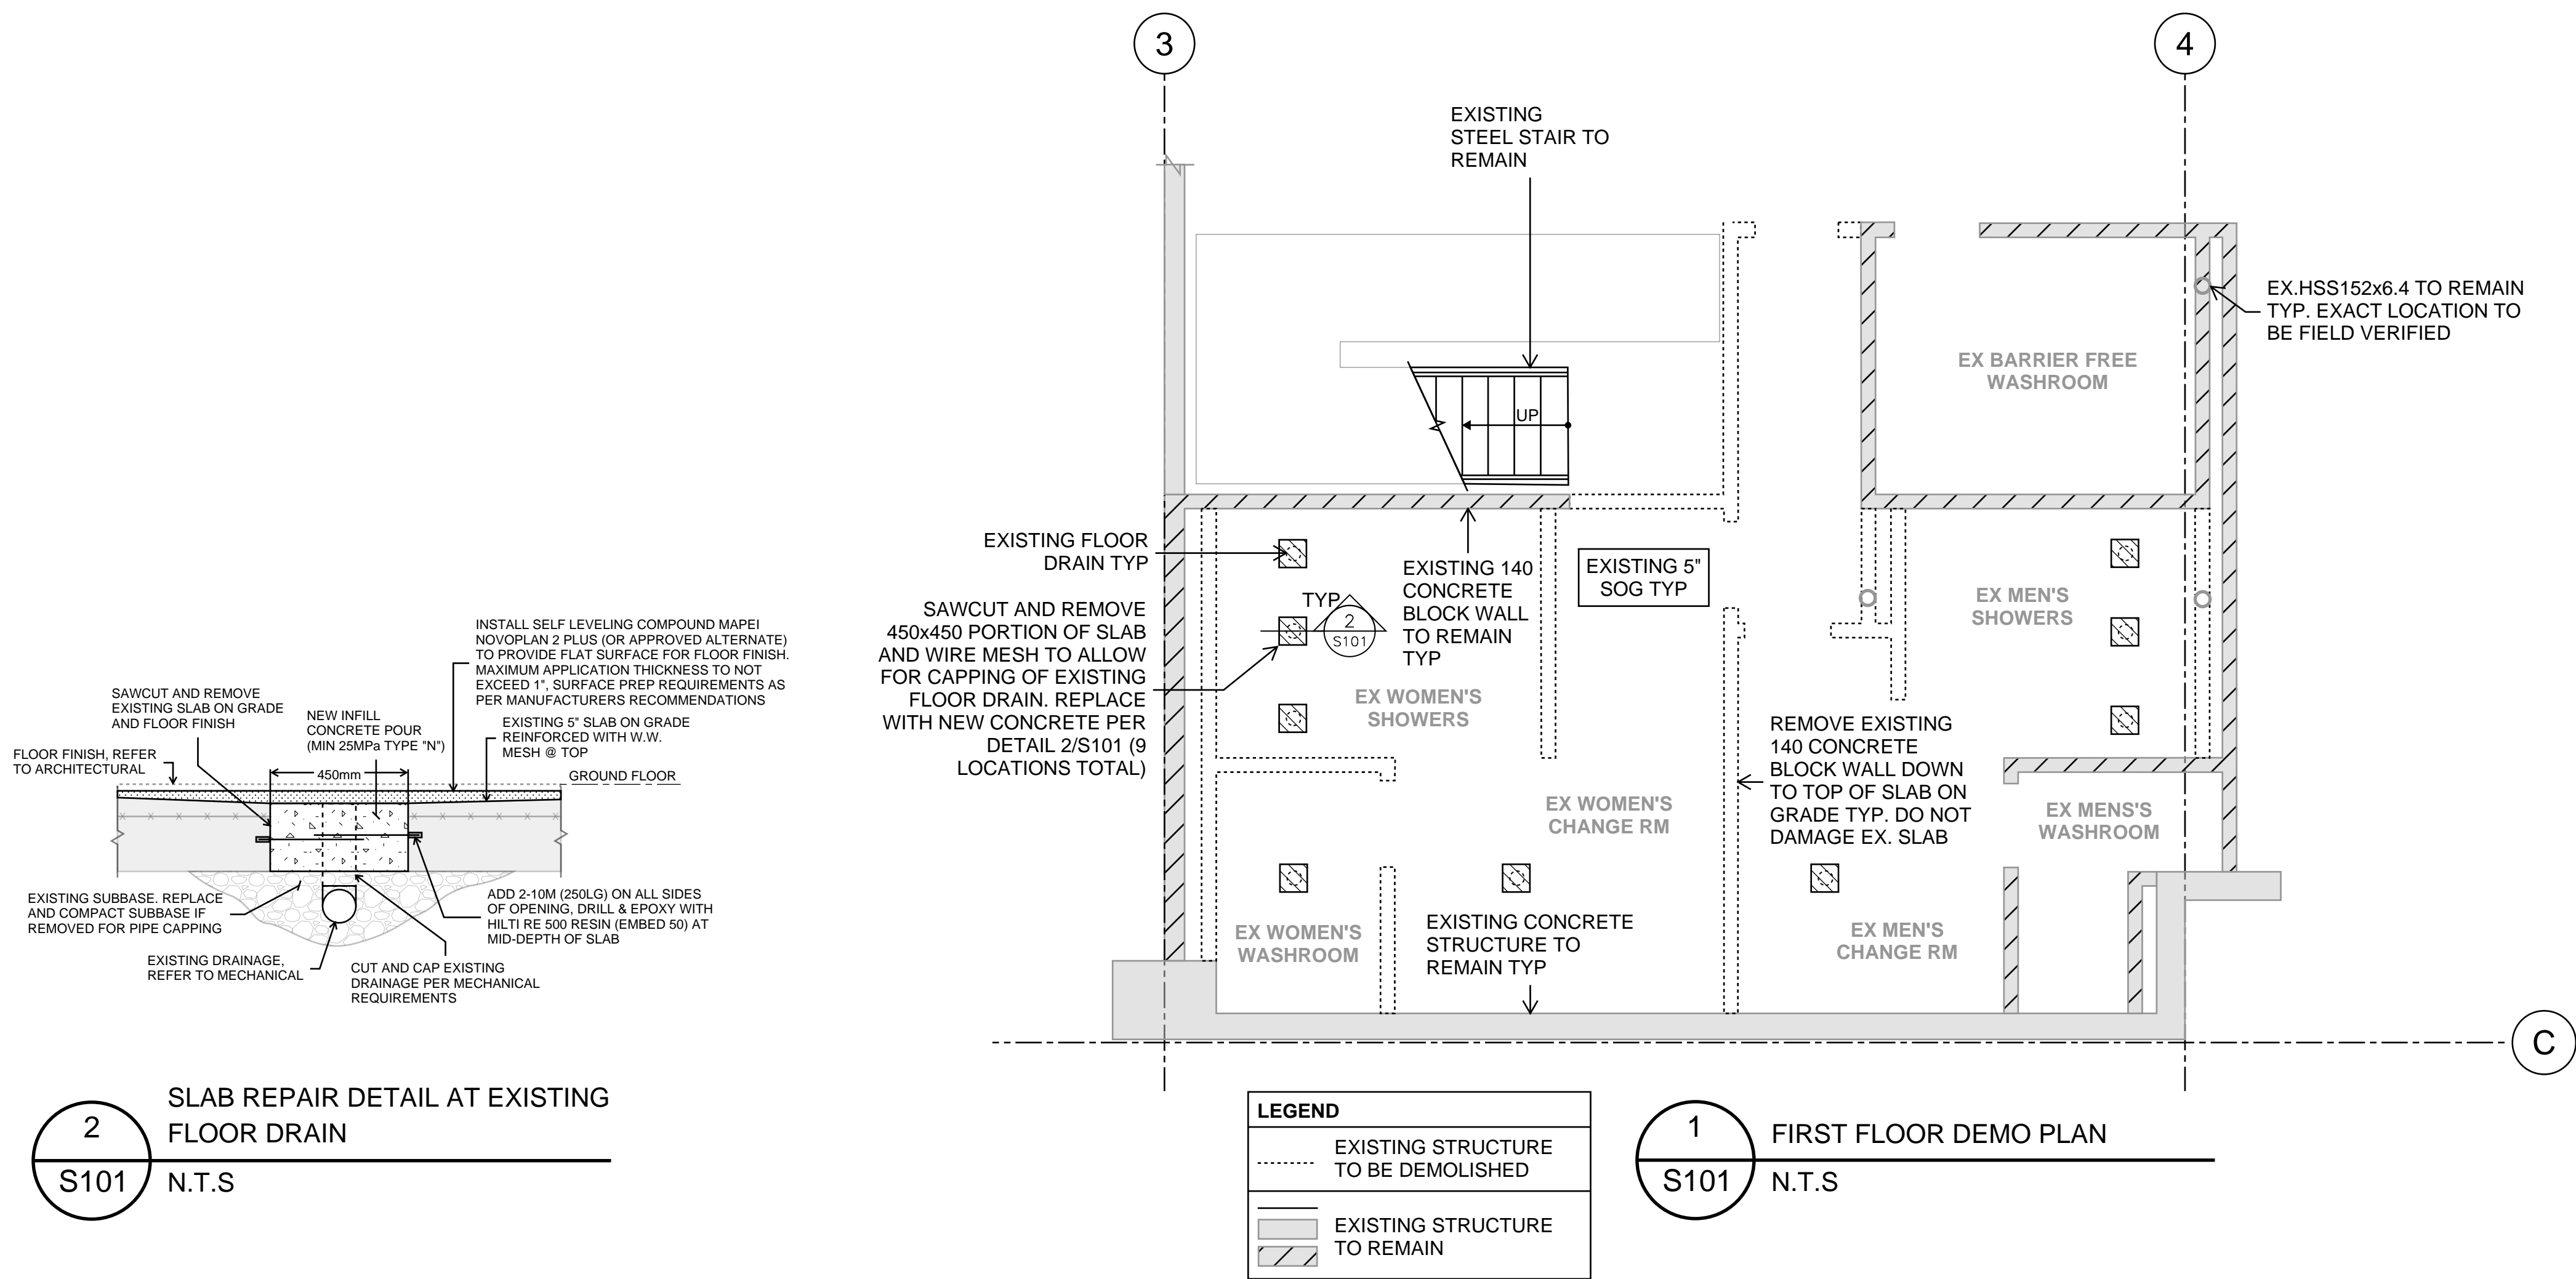 3
4
EXISTING
STEEL STAIR TO
REMAIN
EX.HSS152x6.4 TO REMAIN
TYP. EXACT LOCATION TO
BE FIELD VERIFIED
EX BARRIER FREE
WASHROOM
UP
EXISTING FLOOR
DRAIN TYP
EXISTING 140
CONCRETE
BLOCK WALL
TO REMAIN
TYP
EXISTING 5"
SOG TYP
SAWCUT AND REMOVE
450x450 PORTION OF SLAB
AND WIRE MESH TO ALLOW
FOR CAPPING OF EXISTING
FLOOR DRAIN. REPLACE
WITH NEW CONCRETE PER
DETAIL 2/S101 (9
LOCATIONS TOTAL)
TYP
2
S101
EX MEN'S
SHOWERS
EX WOMEN'S
SHOWERS
REMOVE EXISTING
140 CONCRETE
BLOCK WALL DOWN
TO TOP OF SLAB ON
GRADE TYP. DO NOT
DAMAGE EX. SLAB
EX WOMEN'S
CHANGE RM
EX MENS'S
WASHROOM
EX WOMEN'S
WASHROOM
EXISTING CONCRETE
STRUCTURE TO
REMAIN TYP
EX MEN'S
CHANGE RM
C
INSTALL SELF LEVELING COMPOUND MAPEI
NOVOPLAN 2 PLUS (OR APPROVED ALTERNATE)
TO PROVIDE FLAT SURFACE FOR FLOOR FINISH.
MAXIMUM APPLICATION THICKNESS TO NOT
EXCEED 1", SURFACE PREP REQUIREMENTS AS
PER MANUFACTURERS RECOMMENDATIONS
SAWCUT AND REMOVE
EXISTING SLAB ON GRADE
AND FLOOR FINISH
NEW INFILL
CONCRETE POUR
(MIN 25MPa TYPE "N")
EXISTING 5" SLAB ON GRADE
REINFORCED WITH W.W.
MESH @ TOP
FLOOR FINISH, REFER
TO ARCHITECTURAL
450mm
GROUND FLOOR
EXISTING SUBBASE. REPLACE
AND COMPACT SUBBASE IF
REMOVED FOR PIPE CAPPING
ADD 2-10M (250LG) ON ALL SIDES
OF OPENING, DRILL & EPOXY WITH
HILTI RE 500 RESIN (EMBED 50) AT
MID-DEPTH OF SLAB
EXISTING DRAINAGE,
REFER TO MECHANICAL
CUT AND CAP EXISTING
DRAINAGE PER MECHANICAL
REQUIREMENTS
2
S101
SLAB REPAIR DETAIL AT EXISTING
FLOOR DRAIN
N.T.S
LEGEND
EXISTING STRUCTURE
TO BE DEMOLISHED
EXISTING STRUCTURE
TO REMAIN
1
S101
FIRST FLOOR DEMO PLAN
N.T.S